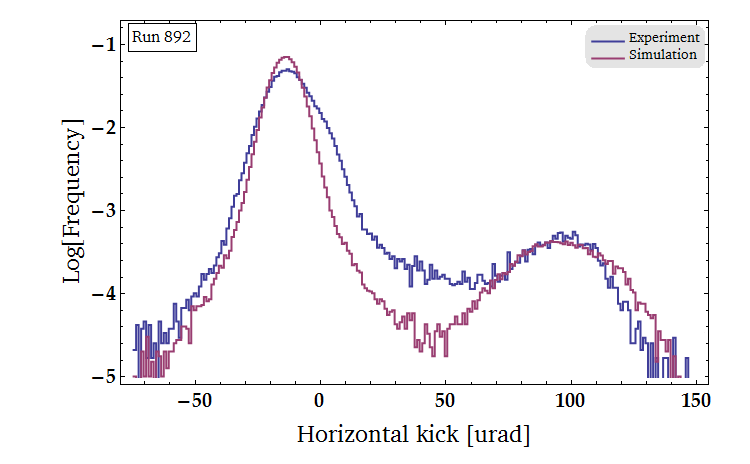 Run 892
Experiment
Simulation
Log[Frequency]
−1
−2
−3
−4
−5
−50
0
50
100
150
Horizontal kick [urad]